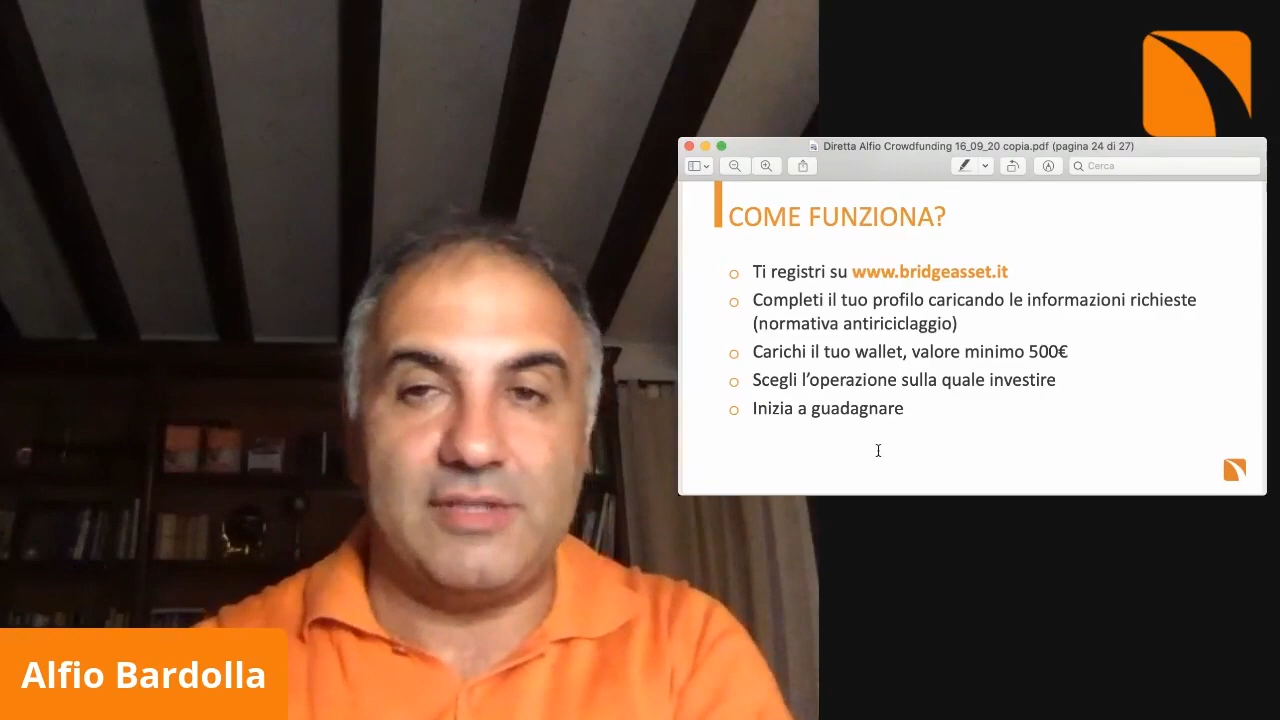 Diretta Alfio Crowdfunding 16_09_20 copia.pdf (pagina 24 di 27)
Cerca
COME FUNZIONA?
o Ti registri su www.bridgeasset.it
o Completi il tuo profilo caricando le informazioni richieste
(normativa antiriciclaggio)
o Carichi il tuo wallet, valore minimo 500€
o Scegli l’operazione sulla quale investire
o Inizia a guadagnare
Alfio Bardolla